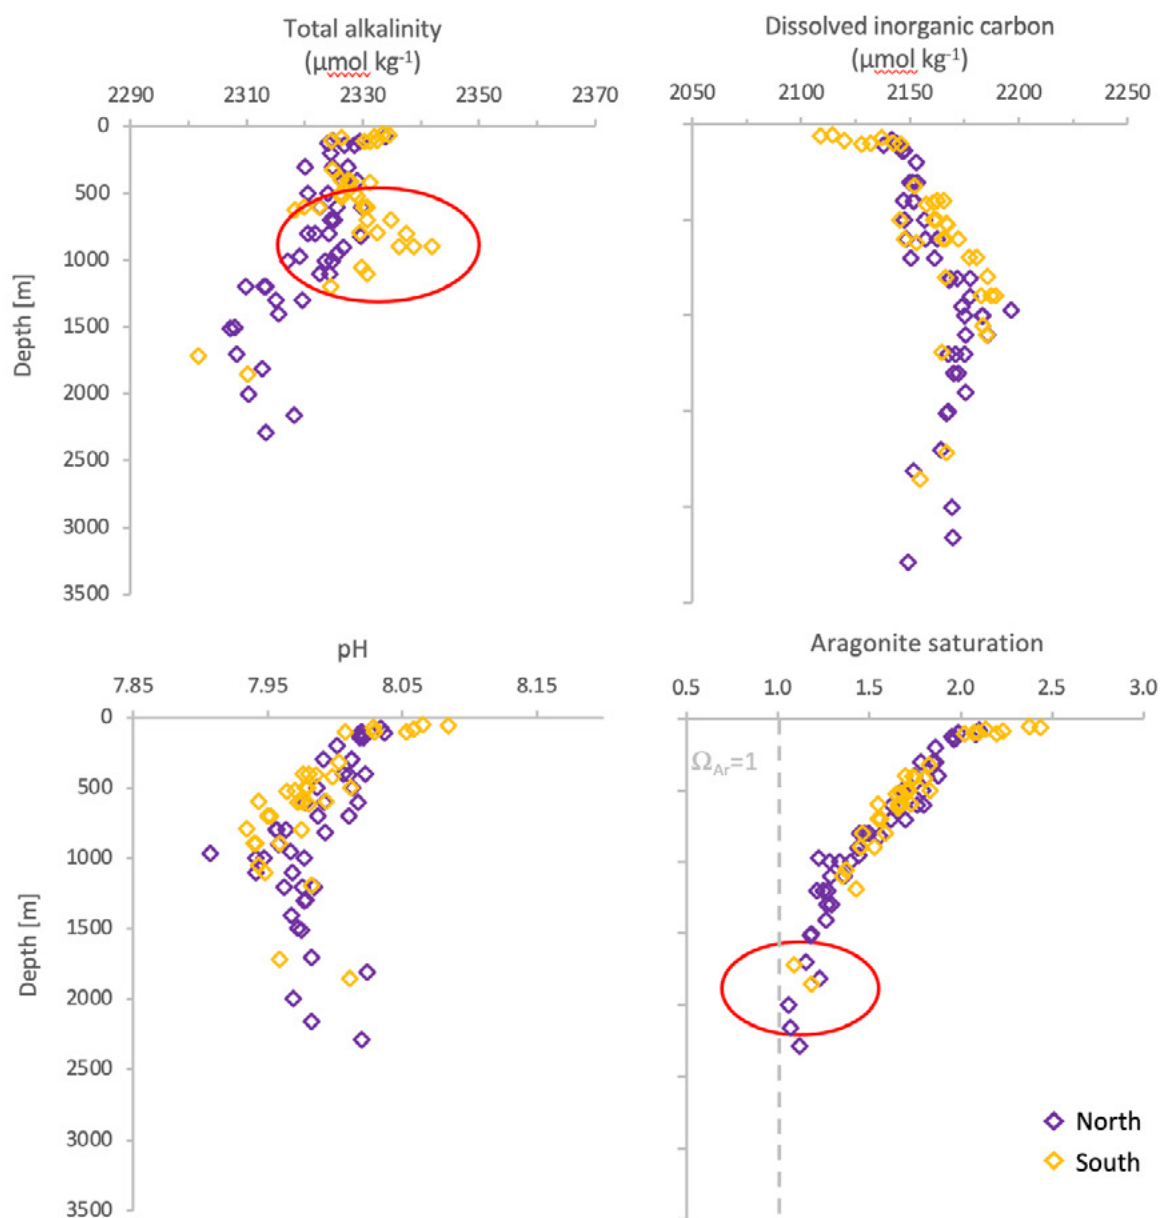 Total alkalinity
(µmol kg⁻¹)
2290 2310 2330 2350 2370
0
500
1000
1500
2000
2500
3000
3500
Depth [m]
Dissolved inorganic carbon
(µmol kg⁻¹)
2050 2100 2150 2200 2250
pH
7.85 7.95 8.05 8.15
0
500
1000
1500
2000
2500
3000
3500
Depth [m]
Aragonite saturation
0.5 1.0 1.5 2.0 2.5 3.0
ΩAr=1
North
South